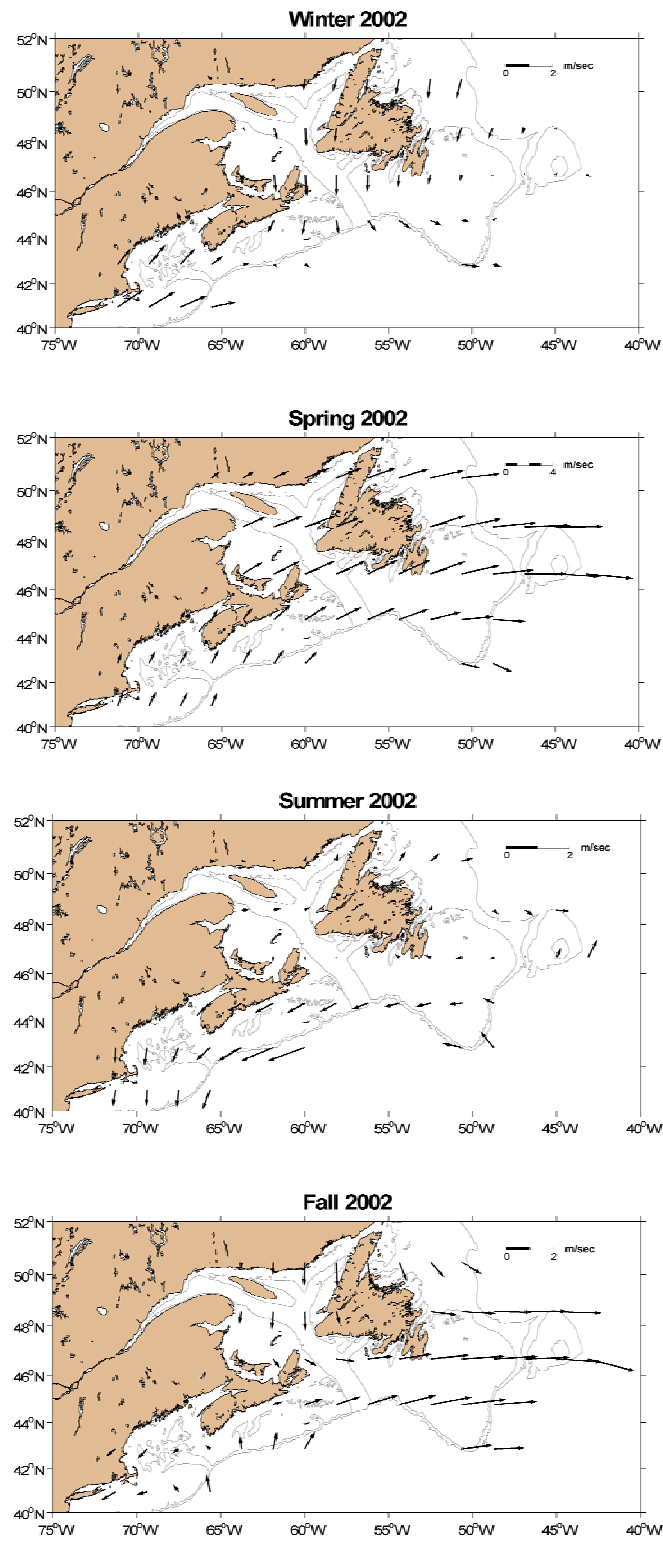 Winter 2002
52°N
50°N
48°N
46°N
44°N
42°N
40°N
0 2 m/sec
75°W 70°W 65°W 60°W 55°W 50°W 45°W 40°W
Spring 2002
52°N
50°N
48°N
46°N
44°N
42°N
40°N
0 4 m/sec
75°W 70°W 65°W 60°W 55°W 50°W 45°W 40°W
Summer 2002
52°N
50°N
48°N
46°N
44°N
42°N
40°N
0 2 m/sec
75°W 70°W 65°W 60°W 55°W 50°W 45°W 40°W
Fall 2002
52°N
50°N
48°N
46°N
44°N
42°N
40°N
0 2 m/sec
75°W 70°W 65°W 60°W 55°W 50°W 45°W 40°W